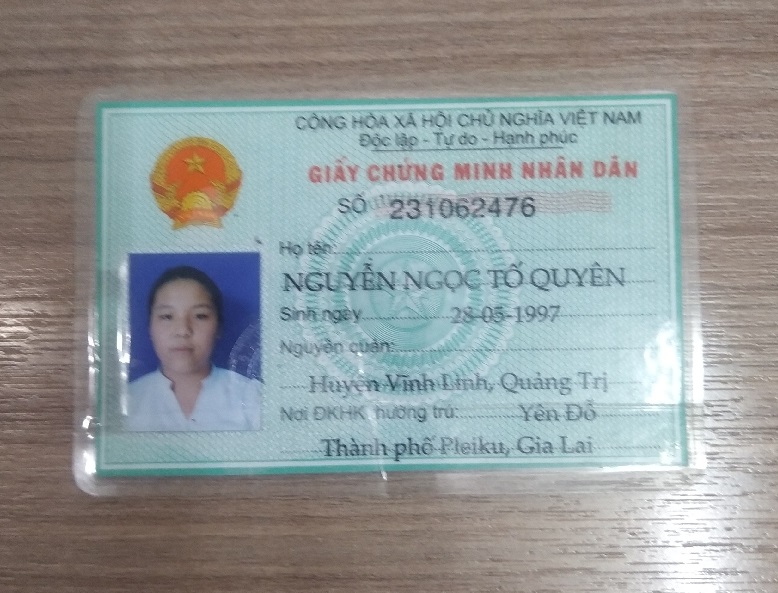 CỘNG HÒA XÃ HỘI CHỦ NGHĨA VIỆT NAM
Độc lập - Tự do - Hạnh phúc
GIẤY CHỨNG MINH NHÂN DÂN
SỐ 231062476
Họ tên:
NGUYỄN NGỌC TỐ QUYÊN
Sinh ngày 28-05-1997
Nguyên quán:
Huyện Vĩnh Linh, Quảng Trị
Nơi ĐKHK thường trú: Yên Đỗ
Thành phố Pleiku, Gia Lai